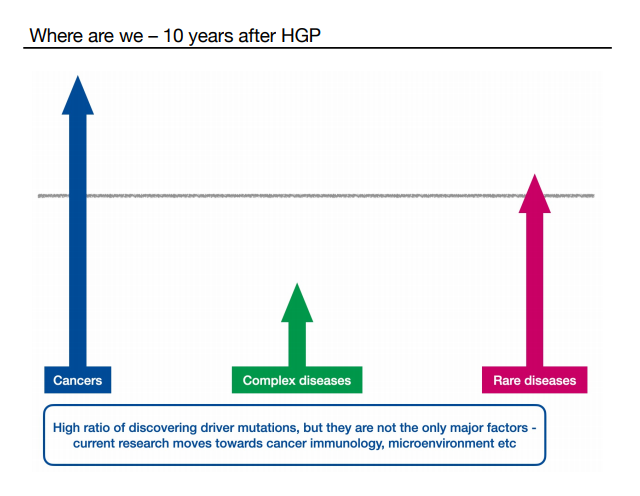 Where are we – 10 years after HGP
Cancers
Complex diseases
Rare diseases
High ratio of discovering driver mutations, but they are not the only major factors -
current research moves towards cancer immunology, microenvironment etc